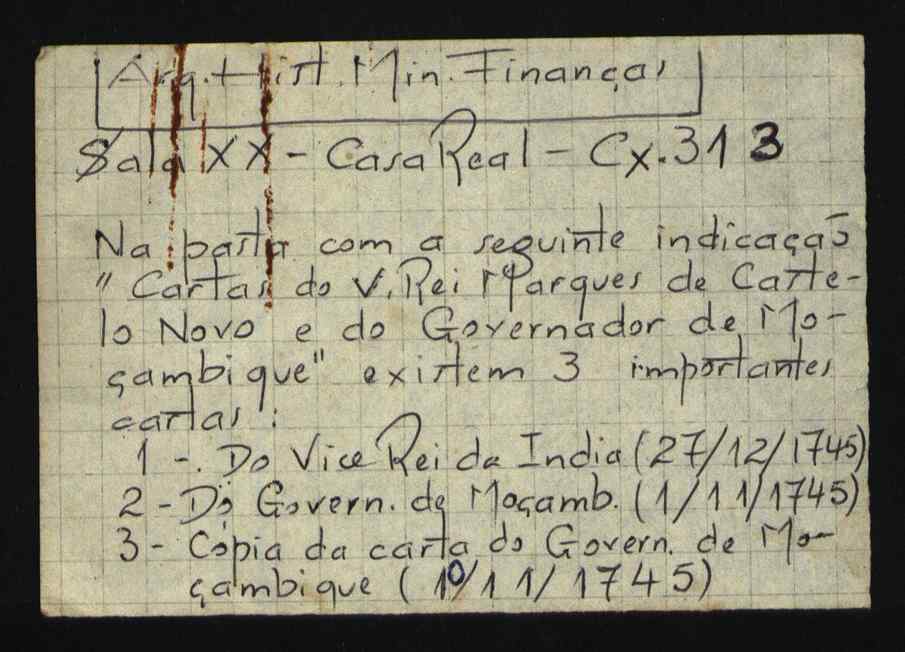 Arq. Hist. Min. Finanças
Sala XX - Casa Real - Cx. 313
Na pasta com a seguinte indicação
"Cartas do V. Rei Marques de Caste-
lo Novo e do Governador de Mo-
çambique" existem 3 importantes
cartas:
1 -. Do Vice Rei da India (27/12/1745)
2 - Do Govern. de Moçamb. (1/11/1745)
3 - Cópia da carta do Govern. de Mo-
çambique (10/11/1745)